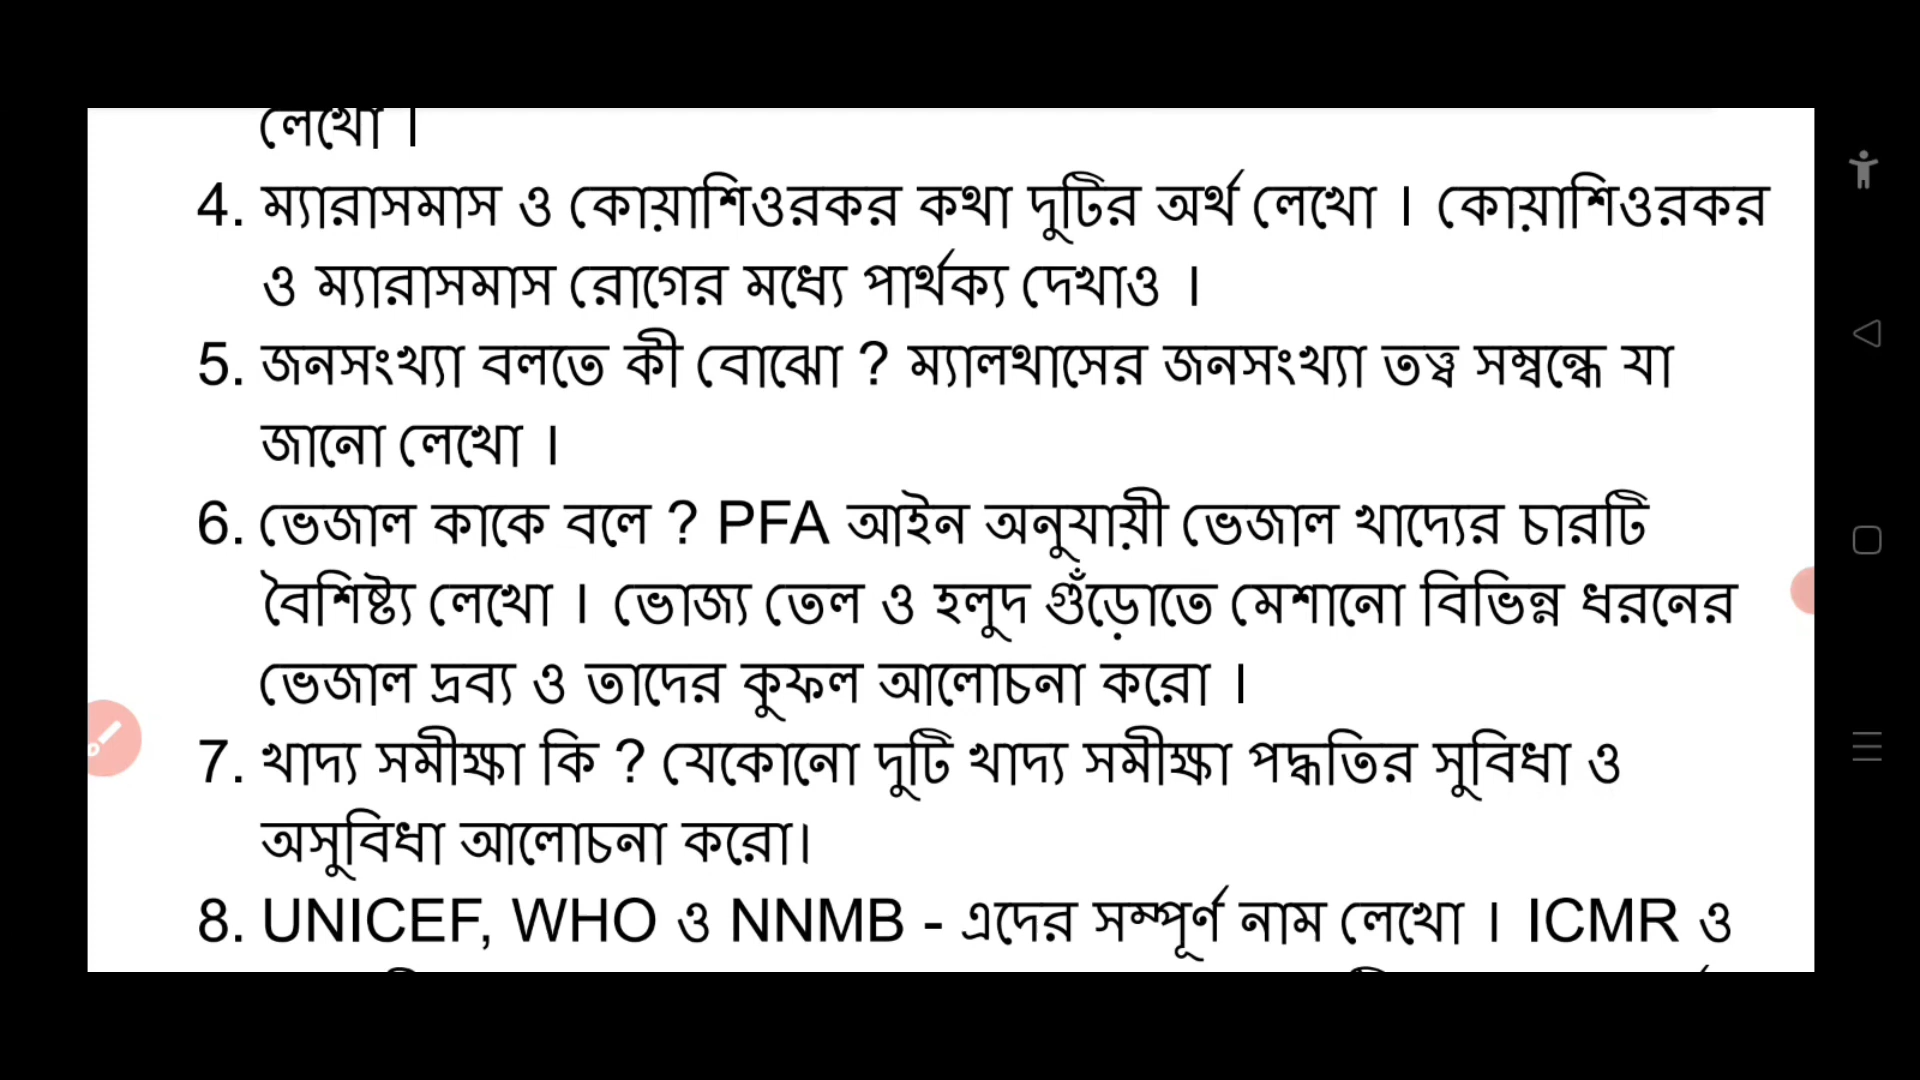 লেখো ।
4. ম্যারাসমাস ও কোয়াশিওরকর কথা দুটির অর্থ লেখো । কোয়াশিওরকর
ও ম্যারাসমাস রোগের মধ্যে পার্থক্য দেখাও ।
5. জনসংখ্যা বলতে কী বোঝো ? ম্যালথাসের জনসংখ্যা তত্ত্ব সম্বন্ধে যা
জানো লেখো ।
6. ভেজাল কাকে বলে ? PFA আইন অনুযায়ী ভেজাল খাদ্যের চারটি
বৈশিষ্ট্য লেখো । ভোজ্য তেল ও হলুদ গুঁড়োতে মেশানো বিভিন্ন ধরনের
ভেজাল দ্রব্য ও তাদের কুফল আলোচনা করো ।
7. খাদ্য সমীক্ষা কি ? যেকোনো দুটি খাদ্য সমীক্ষা পদ্ধতির সুবিধা ও
অসুবিধা আলোচনা করো।
8. UNICEF, WHO ও NNMB - এদের সম্পূর্ণ নাম লেখো । ICMR ও